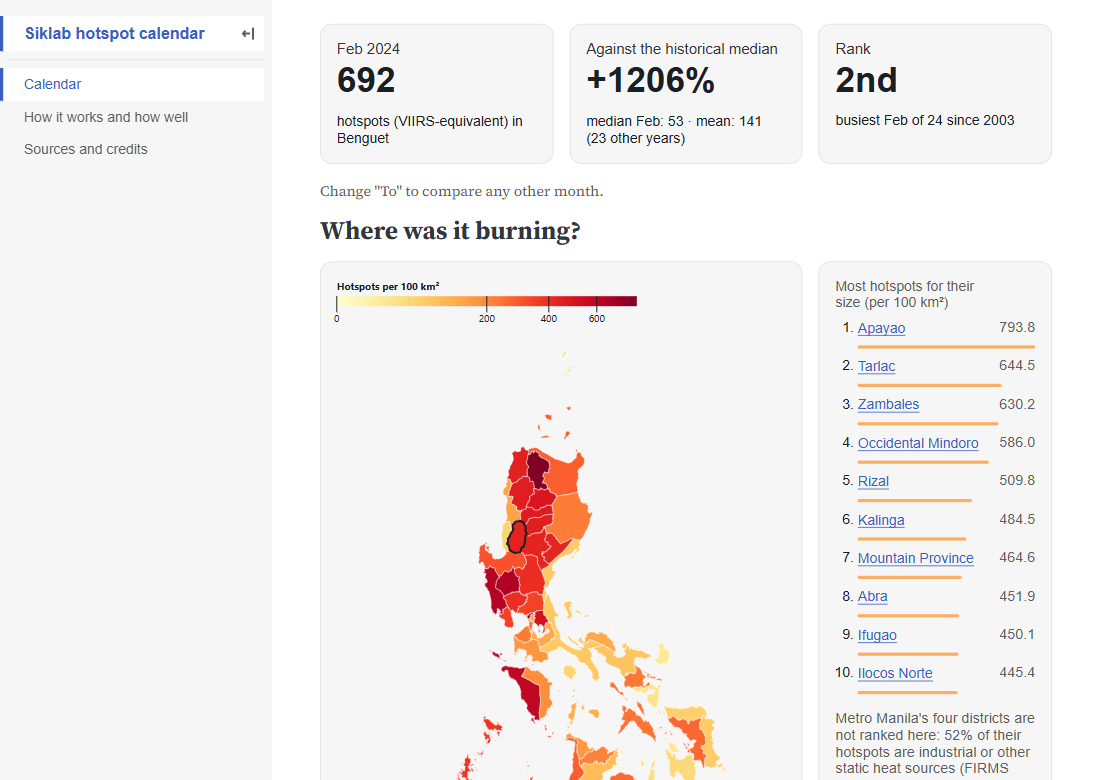 Siklab hotspot calendar
Calendar
How it works and how well
Sources and credits
Feb 2024
692
hotspots (VIIRS-equivalent) in
Benguet
Against the historical median
+1206%
median Feb: 53 · mean: 141
(23 other years)
Rank
2nd
busiest Feb of 24 since 2003
Change "To" to compare any other month.
Where was it burning?
Hotspots per 100 km²
0 200 400 600
Most hotspots for their
size (per 100 km²)
1. Apayao 793.8
2. Tarlac 644.5
3. Zambales 630.2
4. Occidental Mindoro 586.0
5. Rizal 509.8
6. Kalinga 484.5
7. Mountain Province 464.6
8. Abra 451.9
9. Ifugao 450.1
10. Ilocos Norte 445.4
Metro Manila's four districts are
not ranked here: 52% of their
hotspots are industrial or other
static heat sources (FIRMS